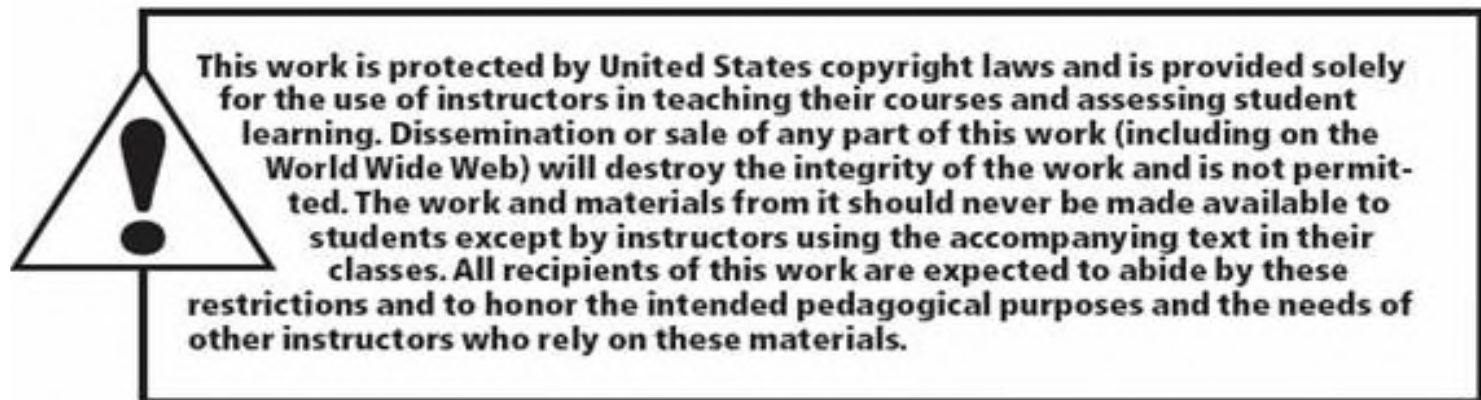 This work is protected by United States copyright laws and is provided solely
for the use of instructors in teaching their courses and assessing student
learning. Dissemination or sale of any part of this work (including on the
World Wide Web) will destroy the integrity of the work and is not permit-
ted. The work and materials from it should never be made available to
students except by instructors using the accompanying text in their
classes. All recipients of this work are expected to abide by these
restrictions and to honor the intended pedagogical purposes and the needs of
other instructors who rely on these materials.